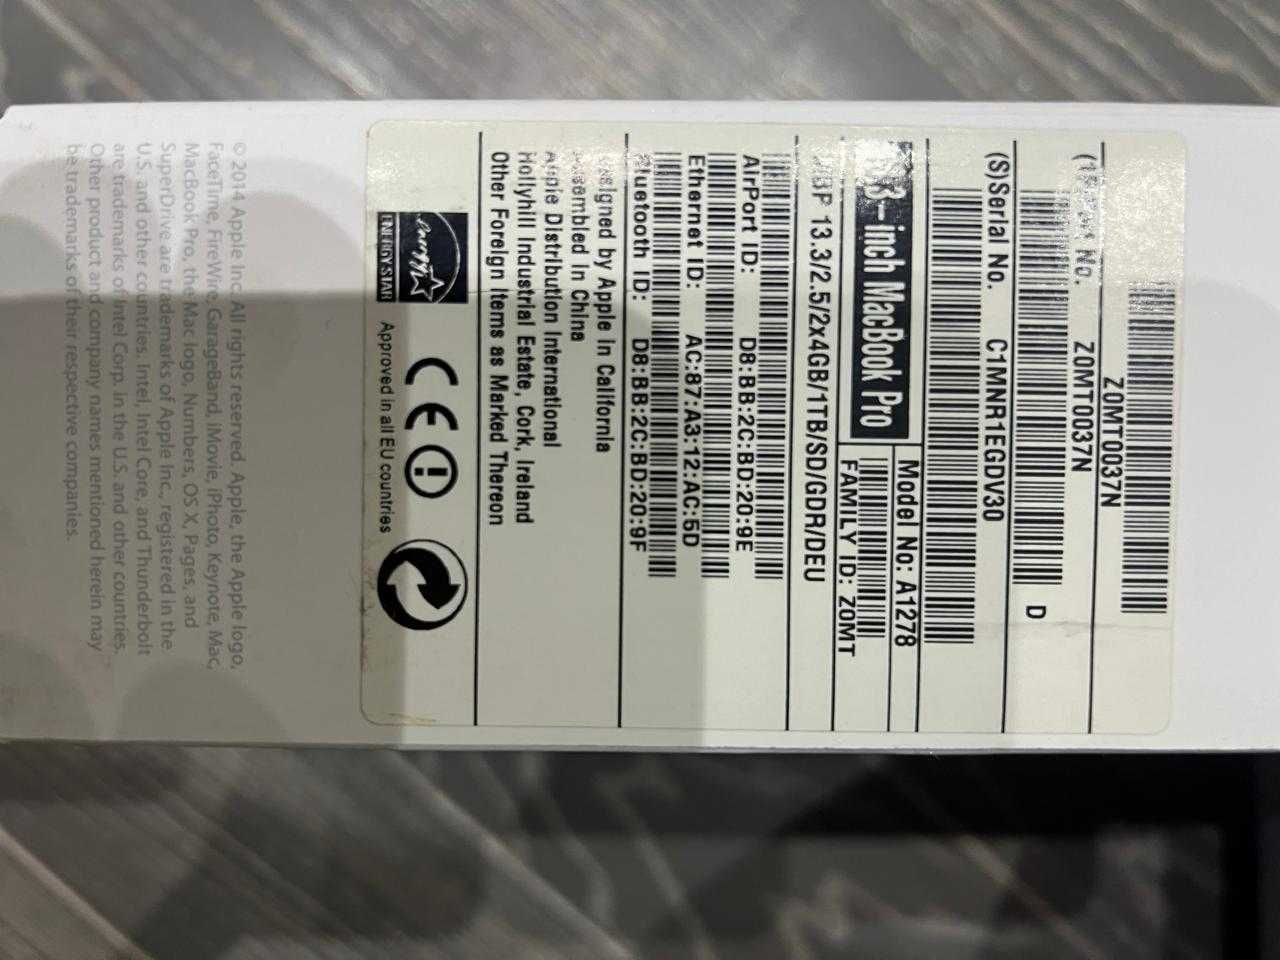 Z0MT0037N
No. Z0MT0037N
D
(S)Serial No. C1MNR1EGDV30
-inch MacBook Pro
Model No: A1278
FAMILY ID: Z0MT
13.3/2.5/2x4GB/1TB/SD/GDR/DEU
AirPort ID: D8:BB:2C:BD:20:9E
Ethernet ID: AC:87:A3:12:AC:5D
Bluetooth ID: D8:BB:2C:BD:20:9F
Designed by Apple in California
Assembled in China
Apple Distribution International
Hollyhill Industrial Estate, Cork, Ireland
Other Foreign Items as Marked Thereon
energy
ENERGY STAR
CE
Approved in all EU countries
© 2014 Apple Inc. All rights reserved. Apple, the Apple logo,
FaceTime, FireWire, GarageBand, iMovie, iPhoto, Keynote, Mac,
MacBook Pro, the Mac logo, Numbers, OS X, Pages, and
SuperDrive are trademarks of Apple Inc., registered in the
U.S. and other countries. Intel, Intel Core, and Thunderbolt
are trademarks of Intel Corp. in the U.S. and other countries.
Other product and company names mentioned herein may
be trademarks of their respective companies.